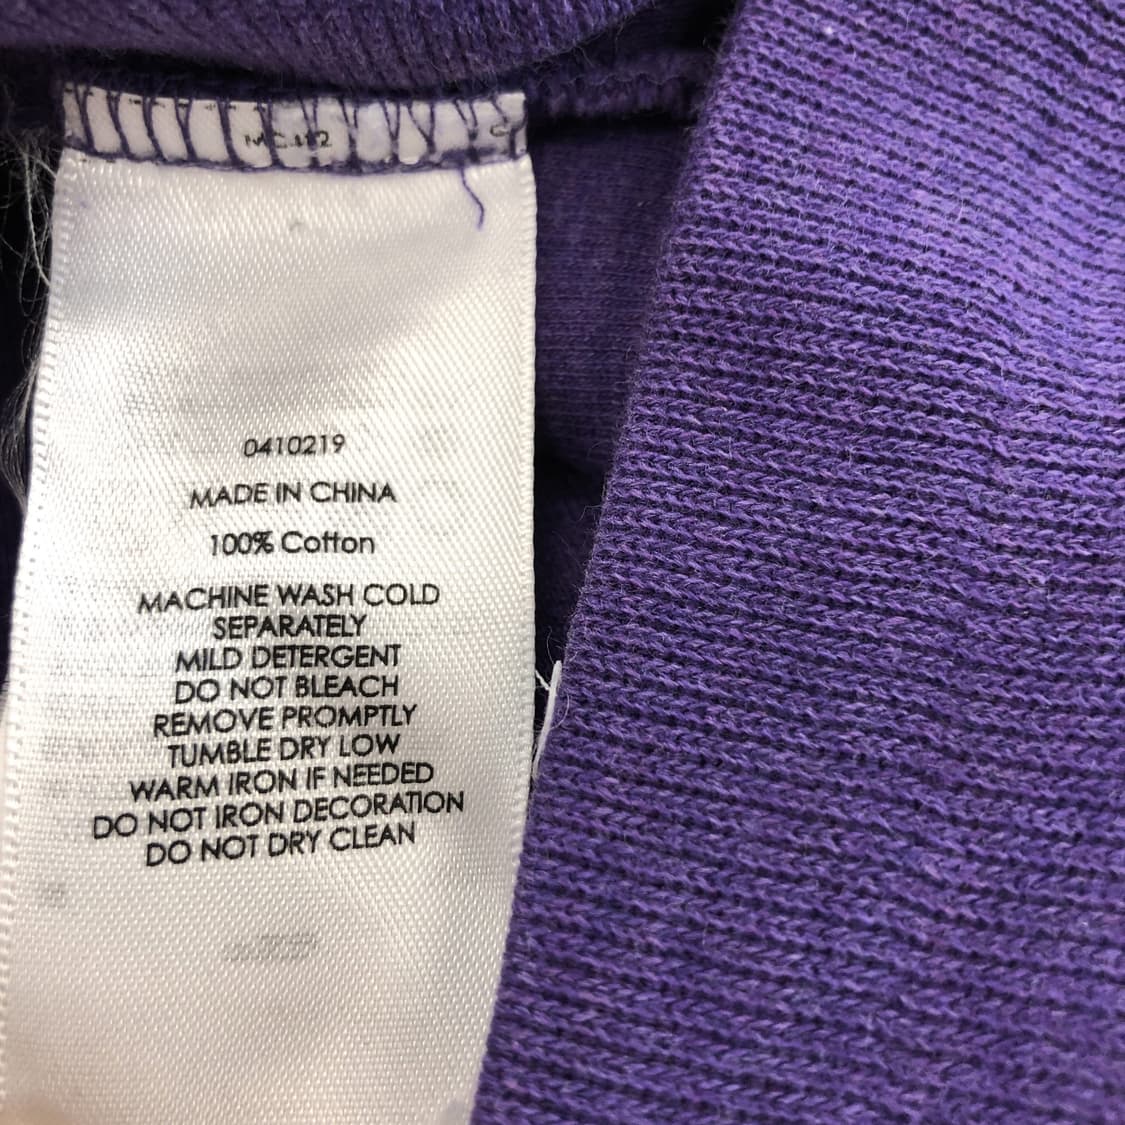 0410219
MADE IN CHINA
100% Cotton
MACHINE WASH COLD
SEPARATELY
MILD DETERGENT
DO NOT BLEACH
REMOVE PROMPTLY
TUMBLE DRY LOW
WARM IRON IF NEEDED
DO NOT IRON DECORATION
DO NOT DRY CLEAN